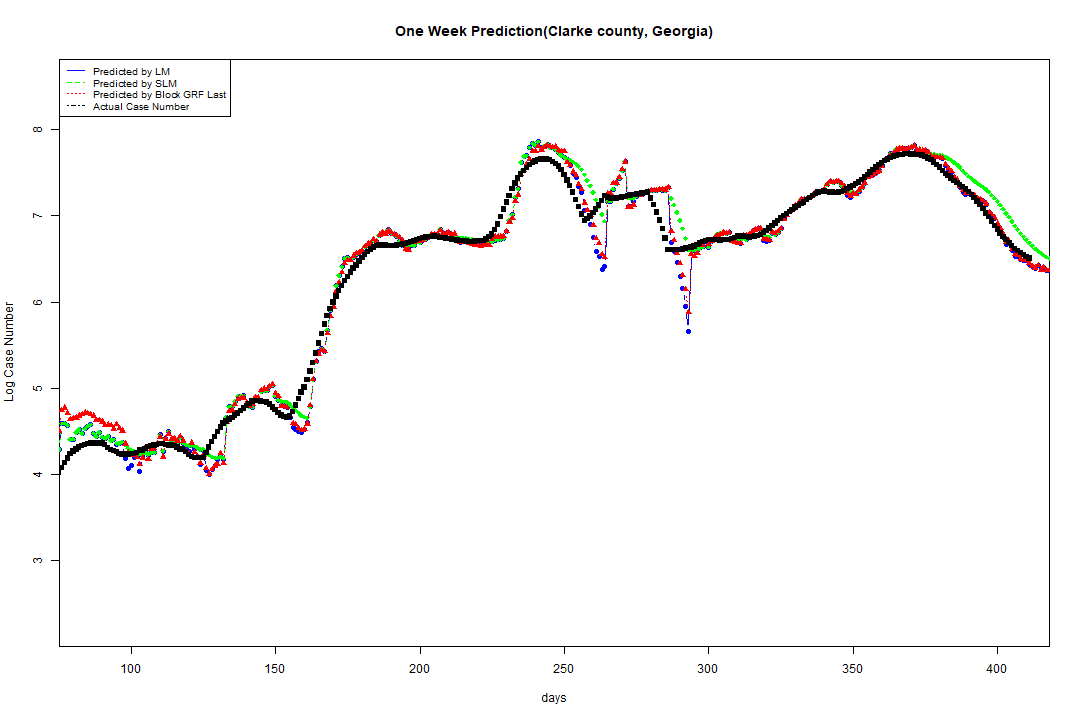 One Week Prediction(Clarke county, Georgia)
Predicted by LM
Predicted by SLM
Predicted by Block GRF Last
Actual Case Number
8
7
6
5
4
3
Log Case Number
100 150 200 250 300 350 400
days